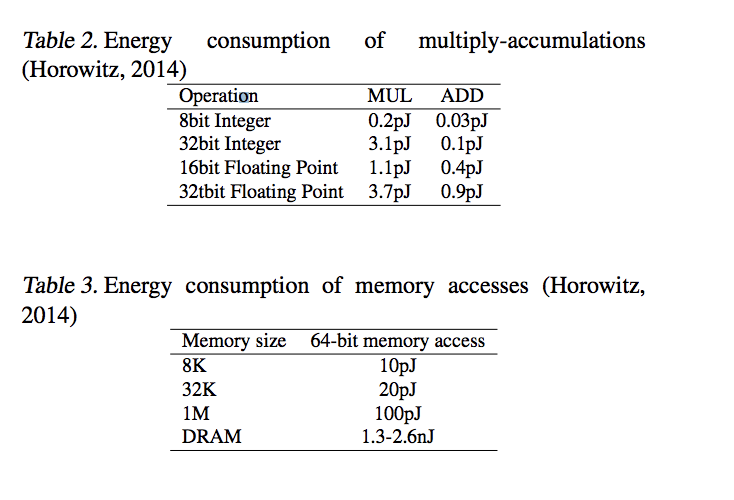 Table 2. Energy consumption of multiply-accumulations
(Horowitz, 2014)
Operation MUL ADD
8bit Integer 0.2pJ 0.03pJ
32bit Integer 3.1pJ 0.1pJ
16bit Floating Point 1.1pJ 0.4pJ
32tbit Floating Point 3.7pJ 0.9pJ
Table 3. Energy consumption of memory accesses (Horowitz,
2014)
Memory size 64-bit memory access
8K 10pJ
32K 20pJ
1M 100pJ
DRAM 1.3-2.6nJ